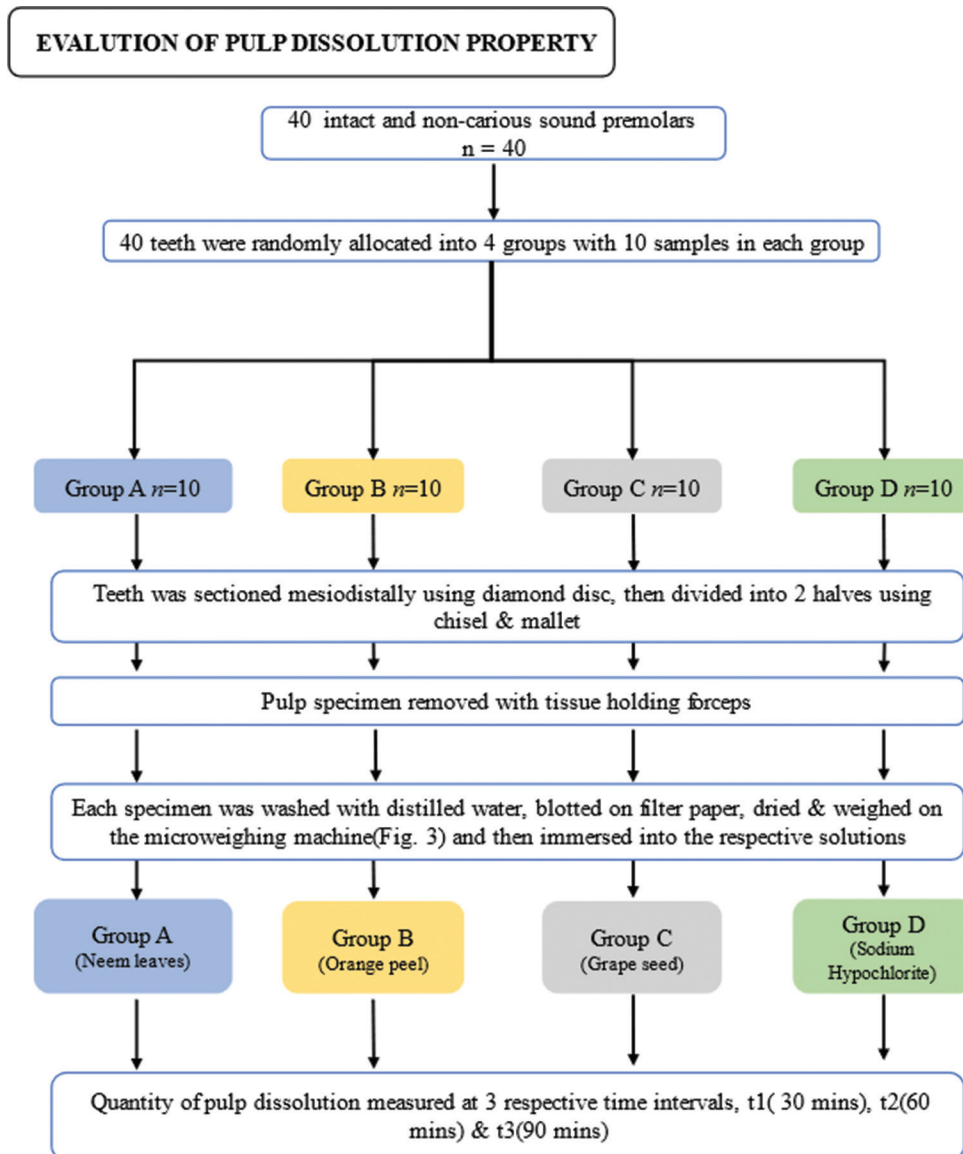 EVALUTION OF PULP DISSOLUTION PROPERTY
40 intact and non-carious sound premolars
n = 40
40 teeth were randomly allocated into 4 groups with 10 samples in each group
Group A n=10
Group B n=10
Group C n=10
Group D n=10
Teeth was sectioned mesiodistally using diamond disc, then divided into 2 halves using
chisel & mallet
Pulp specimen removed with tissue holding forceps
Each specimen was washed with distilled water, blotted on filter paper, dried & weighed on
the microweighing machine(Fig. 3) and then immersed into the respective solutions
Group A
(Neem leaves)
Group B
(Orange peel)
Group C
(Grape seed)
Group D
(Sodium
Hypochlorite)
Quantity of pulp dissolution measured at 3 respective time intervals, t1( 30 mins), t2(60
mins) & t3(90 mins)